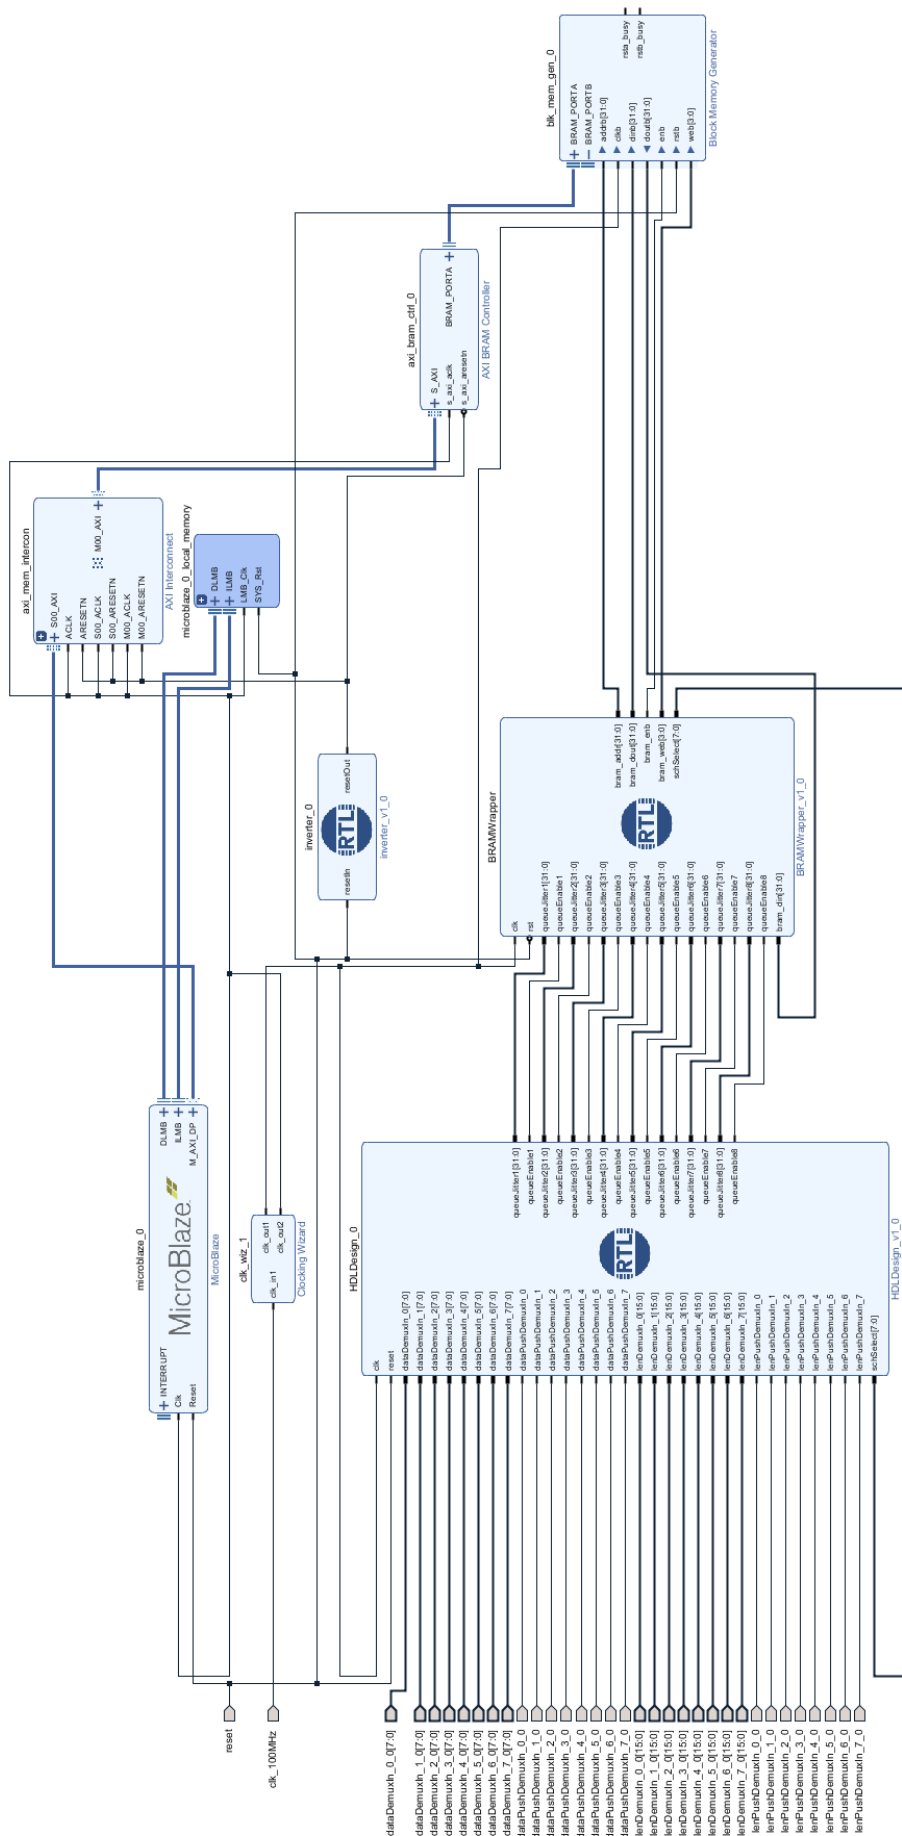 microblaze_0
INTERRUPT
Clk
Reset
MicroBlaze
DLMB
ILMB
M_AXI_DP
MicroBlaze
axi_mem_intercon
S00_AXI
ACLK
ARESETN
S00_ACLK
S00_ARESETN
M00_ACLK
M00_ARESETN
M00_AXI
AXI Interconnect
microblaze_0_local_memory
DLMB
ILMB
LMB_Clk
SYS_Rst
reset
clk_100MHz
clk_wiz_1
clk_in1
clk_out1
clk_out2
Clocking Wizard
inverter_0
resetIn
RTL
resetOut
inverter_v1_0
axi_bram_ctrl_0
S_AXI
s_axi_aclk
s_axi_aresetn
BRAM_PORTA
AXI BRAM Controller
blk_mem_gen_0
BRAM_PORTA
BRAM_PORTB
addrb[31:0]
clkb
dinb[31:0]
doutb[31:0]
enb
rstb
web[3:0]
rsta_busy
rstb_busy
Block Memory Generator
dataDemuxIn_0_0[7:0]
dataDemuxIn_1_0[7:0]
dataDemuxIn_2_0[7:0]
dataDemuxIn_3_0[7:0]
dataDemuxIn_4_0[7:0]
dataDemuxIn_5_0[7:0]
dataDemuxIn_6_0[7:0]
dataDemuxIn_7_0[7:0]
dataPushDemuxIn_0_0
dataPushDemuxIn_1_0
dataPushDemuxIn_2_0
dataPushDemuxIn_3_0
dataPushDemuxIn_4_0
dataPushDemuxIn_5_0
dataPushDemuxIn_6_0
dataPushDemuxIn_7_0
lenDemuxIn_0_0[15:0]
lenDemuxIn_1_0[15:0]
lenDemuxIn_2_0[15:0]
lenDemuxIn_3_0[15:0]
lenDemuxIn_4_0[15:0]
lenDemuxIn_5_0[15:0]
lenDemuxIn_6_0[15:0]
lenDemuxIn_7_0[15:0]
lenPushDemuxIn_0_0
lenPushDemuxIn_1_0
lenPushDemuxIn_2_0
lenPushDemuxIn_3_0
lenPushDemuxIn_4_0
lenPushDemuxIn_5_0
lenPushDemuxIn_6_0
lenPushDemuxIn_7_0
HDLDesign_0
clk
reset
dataDemuxIn_0[7:0]
dataDemuxIn_1[7:0]
dataDemuxIn_2[7:0]
dataDemuxIn_3[7:0]
dataDemuxIn_4[7:0]
dataDemuxIn_5[7:0]
dataDemuxIn_6[7:0]
dataDemuxIn_7[7:0]
dataPushDemuxIn_0
dataPushDemuxIn_1
dataPushDemuxIn_2
dataPushDemuxIn_3
dataPushDemuxIn_4
dataPushDemuxIn_5
dataPushDemuxIn_6
dataPushDemuxIn_7
lenDemuxIn_0[15:0]
lenDemuxIn_1[15:0]
lenDemuxIn_2[15:0]
lenDemuxIn_3[15:0]
lenDemuxIn_4[15:0]
lenDemuxIn_5[15:0]
lenDemuxIn_6[15:0]
lenDemuxIn_7[15:0]
lenPushDemuxIn_0
lenPushDemuxIn_1
lenPushDemuxIn_2
lenPushDemuxIn_3
lenPushDemuxIn_4
lenPushDemuxIn_5
lenPushDemuxIn_6
lenPushDemuxIn_7
schSelect[7:0]
RTL
queueJitter1[31:0]
queueEnable1
queueJitter2[31:0]
queueEnable2
queueJitter3[31:0]
queueEnable3
queueJitter4[31:0]
queueEnable4
queueJitter5[31:0]
queueEnable5
queueJitter6[31:0]
queueEnable6
queueJitter7[31:0]
queueEnable7
queueJitter8[31:0]
queueEnable8
HDLDesign_v1_0
BRAMWrapper
clk
rst
queueJitter1[31:0]
queueEnable1
queueJitter2[31:0]
queueEnable2
queueJitter3[31:0]
queueEnable3
queueJitter4[31:0]
queueEnable4
queueJitter5[31:0]
queueEnable5
queueJitter6[31:0]
queueEnable6
queueJitter7[31:0]
queueEnable7
queueJitter8[31:0]
queueEnable8
bram_din[31:0]
RTL
bram_addr[31:0]
bram_dout[31:0]
bram_enb
bram_web[3:0]
schSelect[7:0]
BRAMWrapper_v1_0